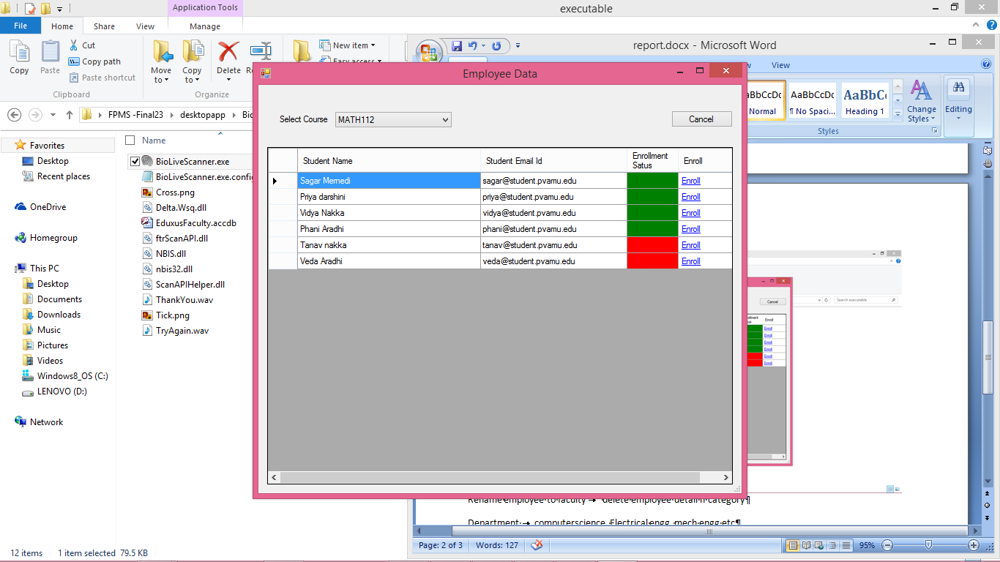 Application Tools
executable
File
Home
Share
View
Manage
Copy
Paste
Cut
Copy path
Paste shortcut
Clipboard
Move to
Copy to
Delete
Organize
New item
Easy access
FPMS -Final23
desktopapp
report.docx - Microsoft Word
View
AaBbCcDc
Normal
AaBbCcDc
¶ No Spaci...
AaBbCc
Heading 1
Change Styles
Editing
Styles
Favorites
Desktop
Recent places
OneDrive
Homegroup
This PC
Desktop
Documents
Downloads
Music
Pictures
Videos
Windows8_OS (C:)
LENOVO (D:)
Network
Name
BioLiveScanner.exe
BioLiveScanner.exe.config
Cross.png
Delta.Wsq.dll
EduxusFaculty.accdb
ftrScanAPI.dll
NBIS.dll
nbis32.dll
ScanAPIHelper.dll
ThankYou.wav
Tick.png
TryAgain.wav
Employee Data
Select Course MATH112 Cancel
Student Name Student Email Id Enrollment Satus Enroll
Sagar Memedi sagar@student.pvamu.edu Enroll
Priya darshini priya@student.pvamu.edu Enroll
Vidya Nakka vidya@student.pvamu.edu Enroll
Phani Aradhi phani@student.pvamu.edu Enroll
Tanav nakka tanav@student.pvamu.edu Enroll
Veda Aradhi veda@student.pvamu.edu Enroll
Search executable
Cancel
Enroll
Enroll
Enroll
Enroll
Enroll
Enroll
Enroll
Rename·employee·to·faculty → ·delete·employee·detail·n·category¶
Department·→ ·computerscience·,Electrical·engg·,mech·engg·etc¶
12 items 1 item selected 79.5 KB
Page: 2 of 3 Words: 127 95%